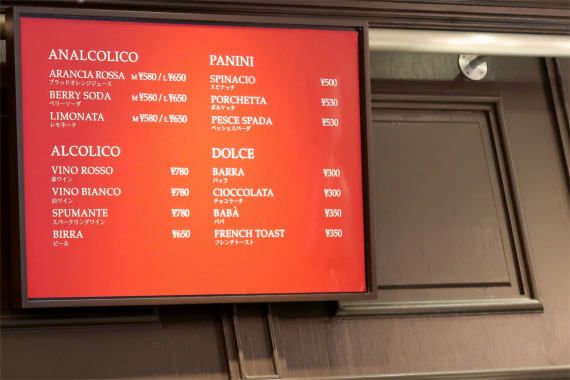 ANALCOLICO
ARANCIA ROSSA M ¥580 / L ¥650
ブラッドオレンジジュース
BERRY SODA M ¥580 / L ¥650
ベリーソーダ
LIMONATA M ¥580 / L ¥650
レモネード
ALCOLICO
VINO ROSSO ¥780
赤ワイン
VINO BIANCO ¥780
白ワイン
SPUMANTE ¥780
スパークリングワイン
BIRRA ¥650
ビール
PANINI
SPINACIO ¥500
スピナッチ
PORCHETTA ¥530
ポルケッタ
PESCE SPADA ¥530
ペッシェスパーダ
DOLCE
BARRA ¥300
バッラ
CIOCCOLATA ¥300
チョコラータ
BABÀ ¥350
ババ
FRENCH TOAST ¥350
フレンチトースト